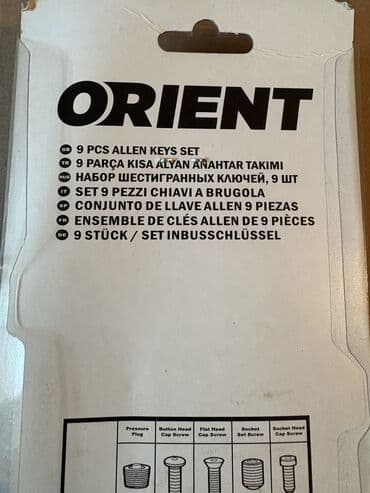 ORIENT
GB 9 PCS ALLEN KEYS SET
TR 9 PARÇA KISA ALYAN ANAHTAR TAKIMI
RUS НАБОР ШЕСТИГРАННЫХ КЛЮЧЕЙ, 9 ШТ
IT SET 9 PEZZI CHIAVI A BRUGOLA
SP CONJUNTO DE LLAVE ALLEN 9 PIEZAS
FR ENSEMBLE DE CLÉS ALLEN DE 9 PIÈCES
DE 9 STÜCK / SET INBUSSCHLÜSSEL
Pressure Plug
Button Head Cap Screw
Flat Head Cap Screw
Socket Set Screw
Socket Head Cap Screw